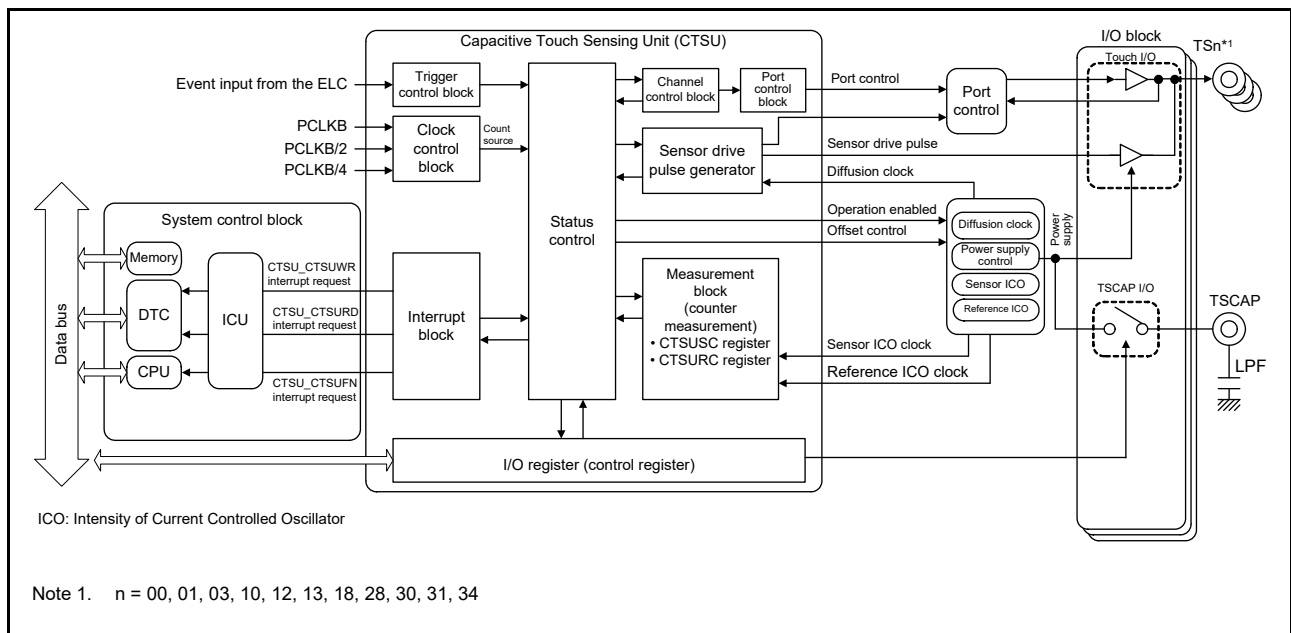 Capacitive Touch Sensing Unit (CTSU)
I/O block
TSn*1
Event input from the ELC
Trigger
control block
Channel
control block
Port
control
block
Port control
Port
control
Touch I/O
PCLKB
PCLKB/2
PCLKB/4
Clock
control
block
Count
source
Sensor drive
pulse generator
Sensor drive pulse
Diffusion clock
System control block
Status
control
Operation enabled
Offset control
Diffusion clock
Power supply
control
Sensor ICO
Reference ICO
Power
supply
Data bus
Memory
DTC
CPU
ICU
CTSU_CTSUWR
interrupt request
CTSU_CTSURD
interrupt request
CTSU_CTSUFN
interrupt request
Interrupt
block
Measurement
block
(counter
measurement)
• CTSUSC register
• CTSURC register
Sensor ICO clock
Reference ICO clock
TSCAP I/O
TSCAP
LPF
I/O register (control register)
ICO: Intensity of Current Controlled Oscillator
Note 1. n = 00, 01, 03, 10, 12, 13, 18, 28, 30, 31, 34